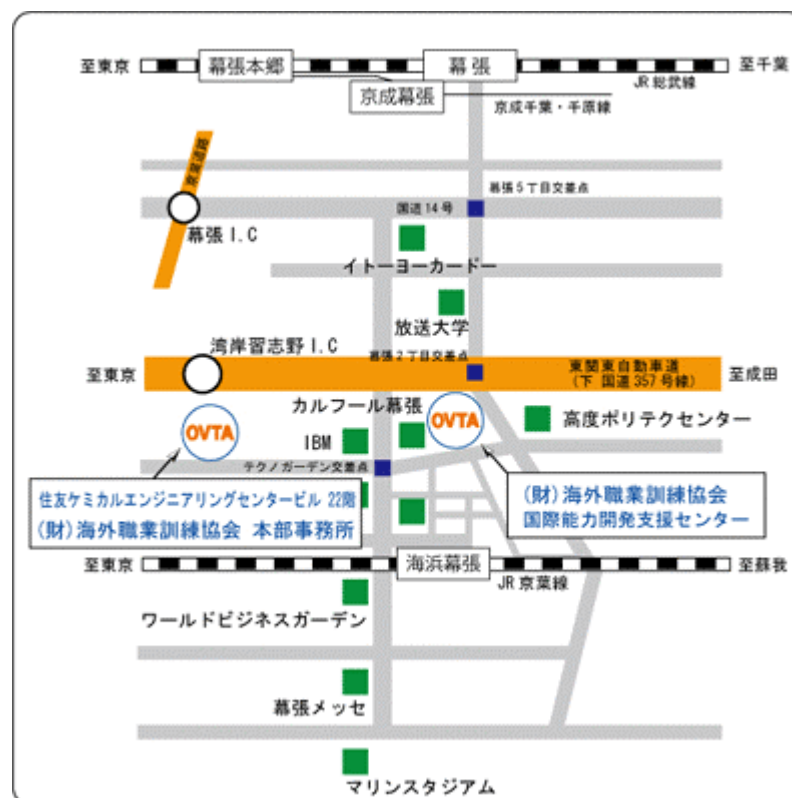 至東京
幕張本郷
幕張
至千葉
JR 総武線
京成幕張
京成千葉・千原線
京葉道路
幕張5丁目交差点
国道14号
幕張 I.C
イトーヨーカードー
放送大学
湾岸習志野 I.C
幕張2丁目交差点
至東京
東関東自動車道
(下 国道357号線)
至成田
カルフール幕張
OVTA
OVTA
高度ポリテクセンター
IBM
テクノガーデン交差点
住友ケミカルエンジニアリングセンタービル 22階
(財)海外職業訓練協会 本部事務所
(財)海外職業訓練協会
国際能力開発支援センター
至東京
海浜幕張
至蘇我
JR 京葉線
ワールドビジネスガーデン
幕張メッセ
マリンスタジアム